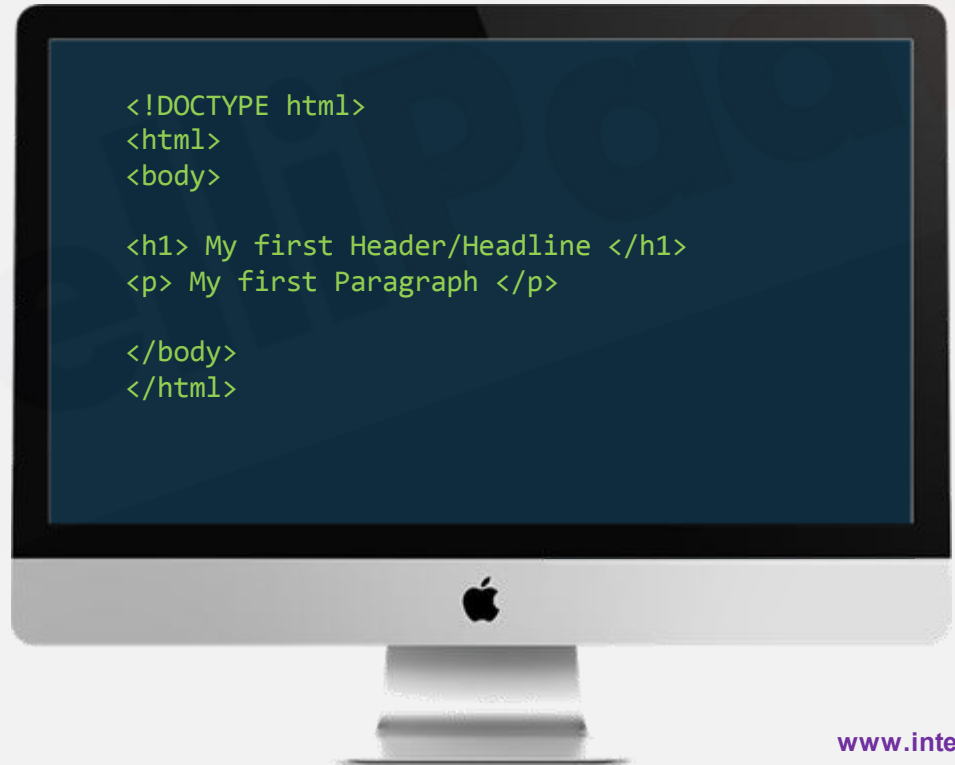 <!DOCTYPE html>
<html>
<body>
<h1> My first Header/Headline </h1>
<p> My first Paragraph </p>
</body>
</html>
www.inte